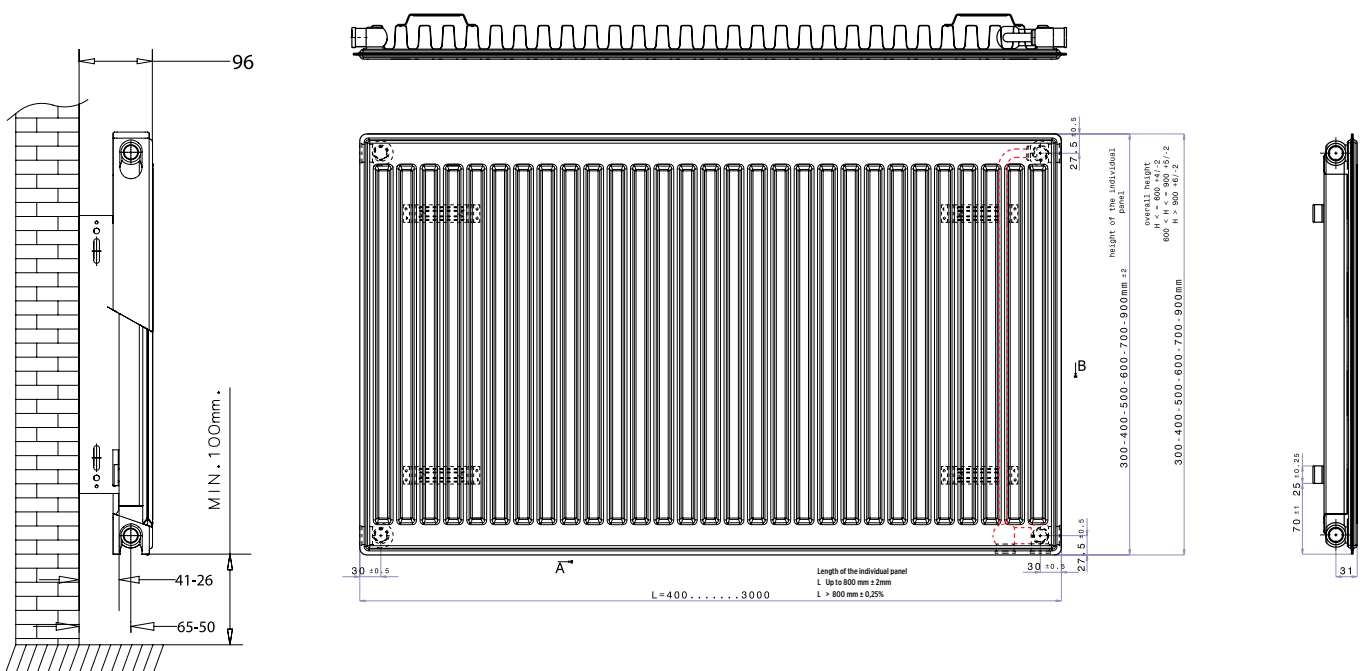 96
MIN.100mm.
41-26
65-50
27.5 ±0.5
height of the individual
panel
300-400-500-600-700-900mm ±2
overall height
H < = 600 +4/-2
600 < H < = 900 +5/-2
H > 900 +6/-2
300-400-500-600-700-900mm
B
A
30 ±0.5
30 ±0.5
27.5 ±0.5
L=400.......3000
Length of the individual panel
L Up to 800 mm ± 2mm
L > 800 mm ± 0,25%
25 ±0.25
70 ±1
31